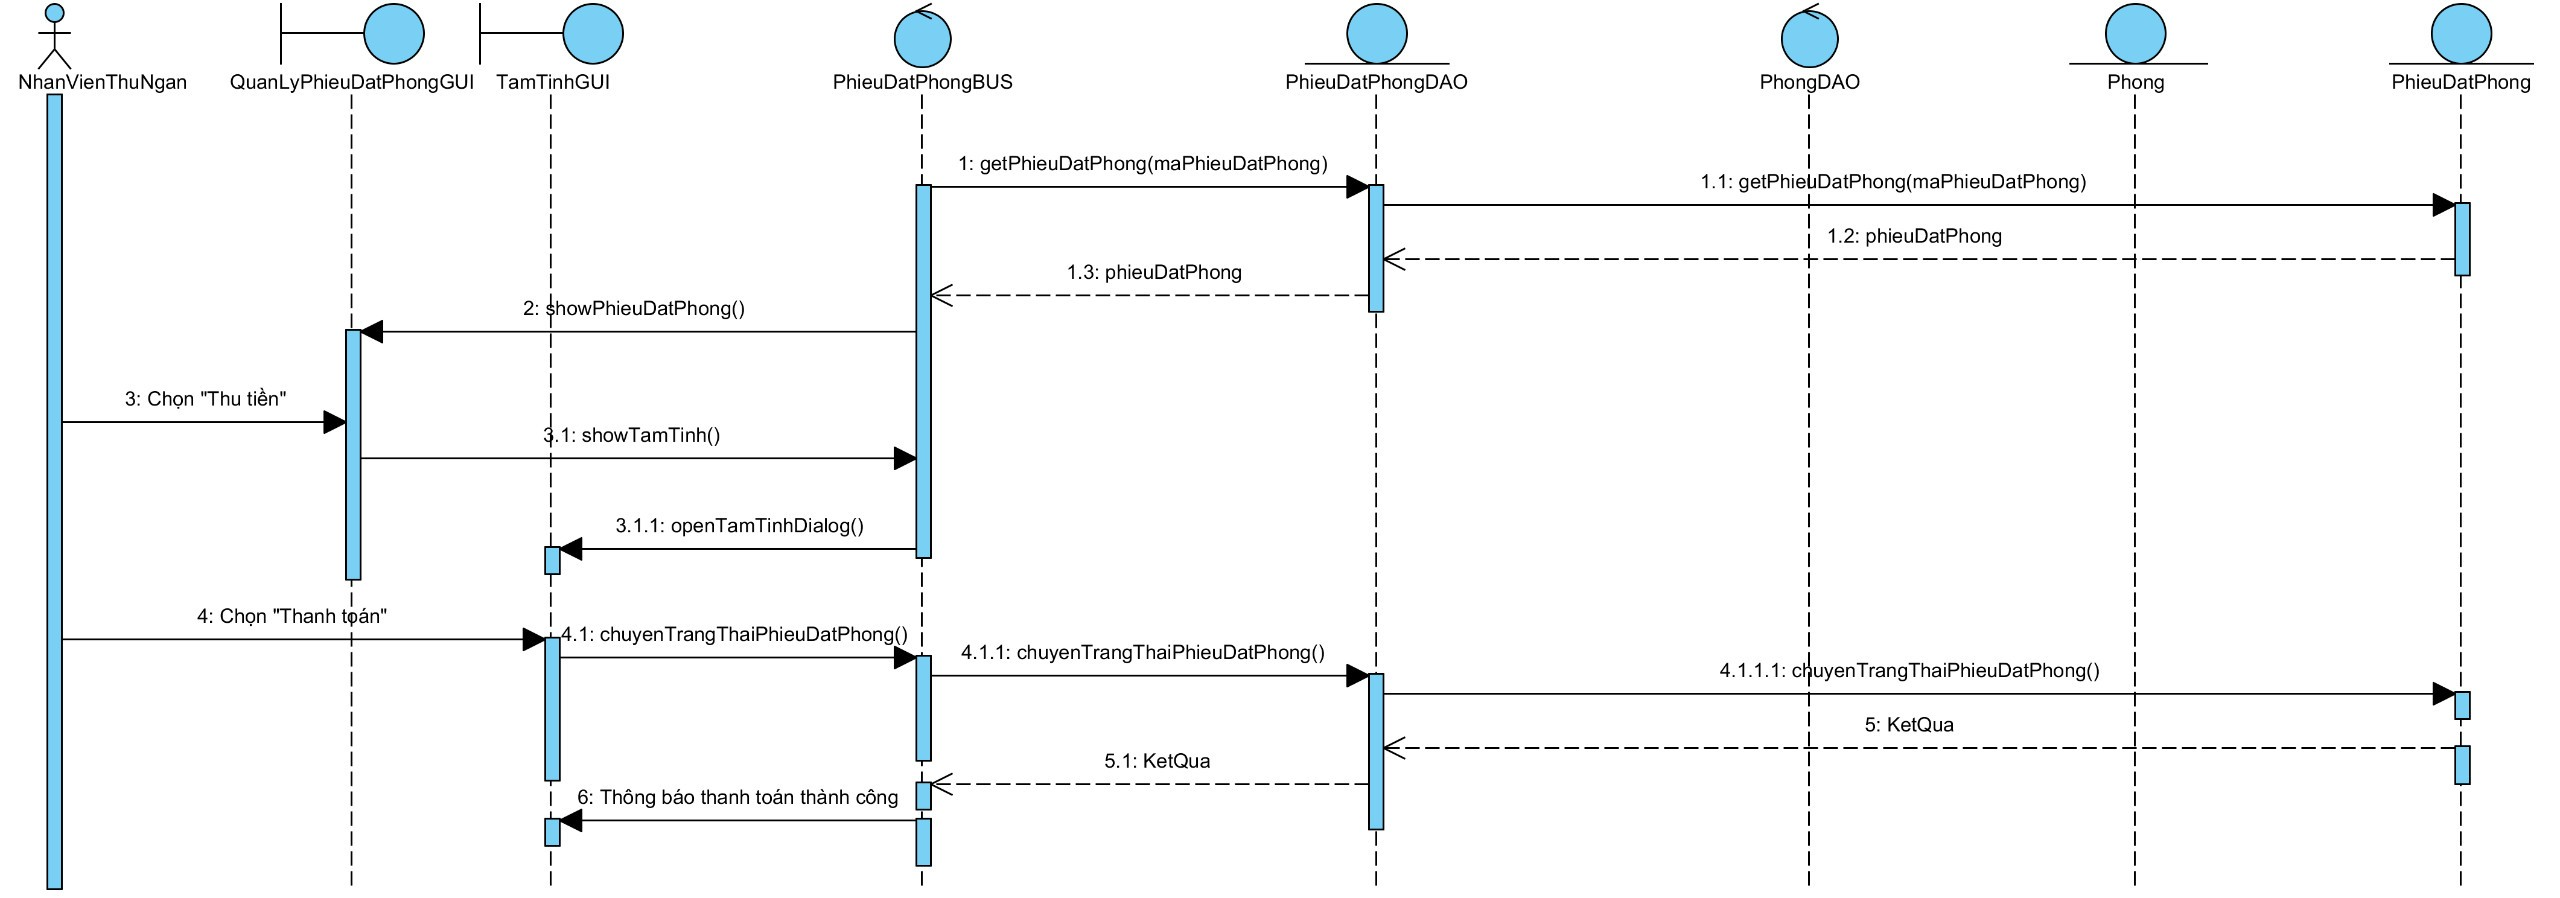 NhanVienThuNgan
QuanLyPhieuDatPhongGUI
TamTinhGUI
PhieuDatPhongBUS
PhieuDatPhongDAO
PhongDAO
Phong
PhieuDatPhong
1: getPhieuDatPhong(maPhieuDatPhong)
1.1: getPhieuDatPhong(maPhieuDatPhong)
1.2: phieuDatPhong
1.3: phieuDatPhong
2: showPhieuDatPhong()
3: Chọn "Thu tiền"
3.1: showTamTinh()
3.1.1: openTamTinhDialog()
4: Chọn "Thanh toán"
4.1: chuyenTrangThaiPhieuDatPhong()
4.1.1: chuyenTrangThaiPhieuDatPhong()
4.1.1.1: chuyenTrangThaiPhieuDatPhong()
5: KetQua
5.1: KetQua
6: Thông báo thanh toán thành công